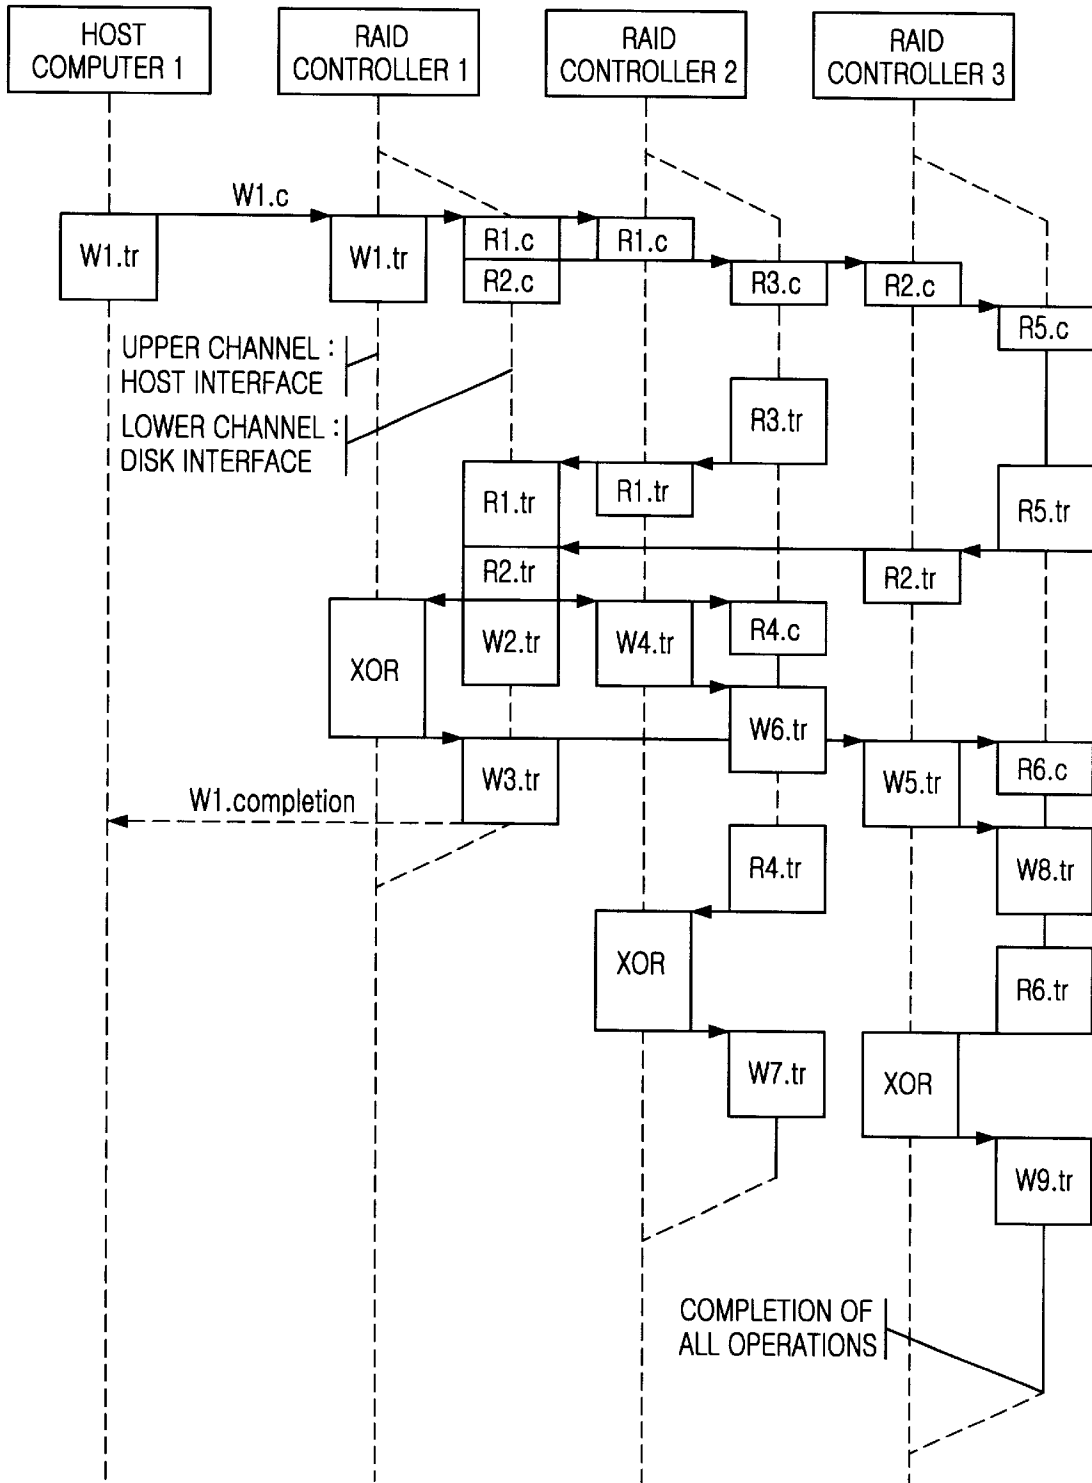 HOST
COMPUTER 1
RAID
CONTROLLER 1
RAID
CONTROLLER 2
RAID
CONTROLLER 3
W1.c
W1.tr
W1.tr
R1.c
R1.c
R2.c
R3.c
R2.c
R5.c
UPPER CHANNEL :
HOST INTERFACE
LOWER CHANNEL :
DISK INTERFACE
R3.tr
R1.tr
R1.tr
R5.tr
R2.tr
R2.tr
XOR
W2.tr
W4.tr
R4.c
W6.tr
W3.tr
W5.tr
R6.c
W1.completion
R4.tr
W8.tr
XOR
R6.tr
W7.tr
XOR
W9.tr
COMPLETION OF
ALL OPERATIONS